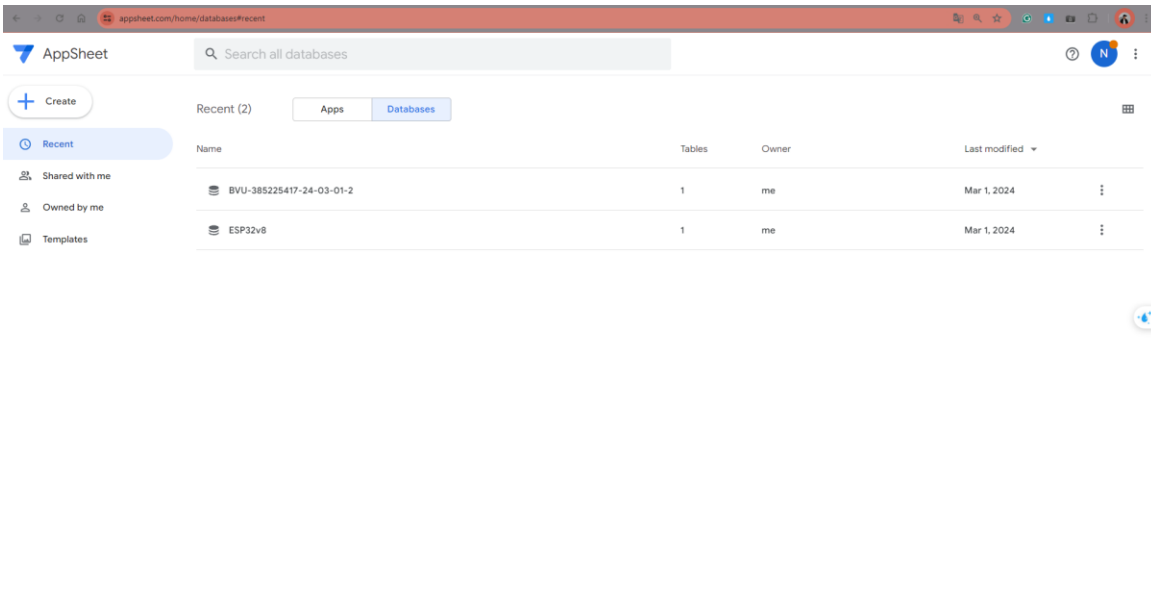 appsheet.com/home/databases#recent
AppSheet
Search all databases
N
Create
Recent (2)
Apps
Databases
Recent
Name
Tables
Owner
Last modified
Shared with me
BVU-385225417-24-03-01-2
1
me
Mar 1, 2024
Owned by me
ESP32v8
1
me
Mar 1, 2024
Templates